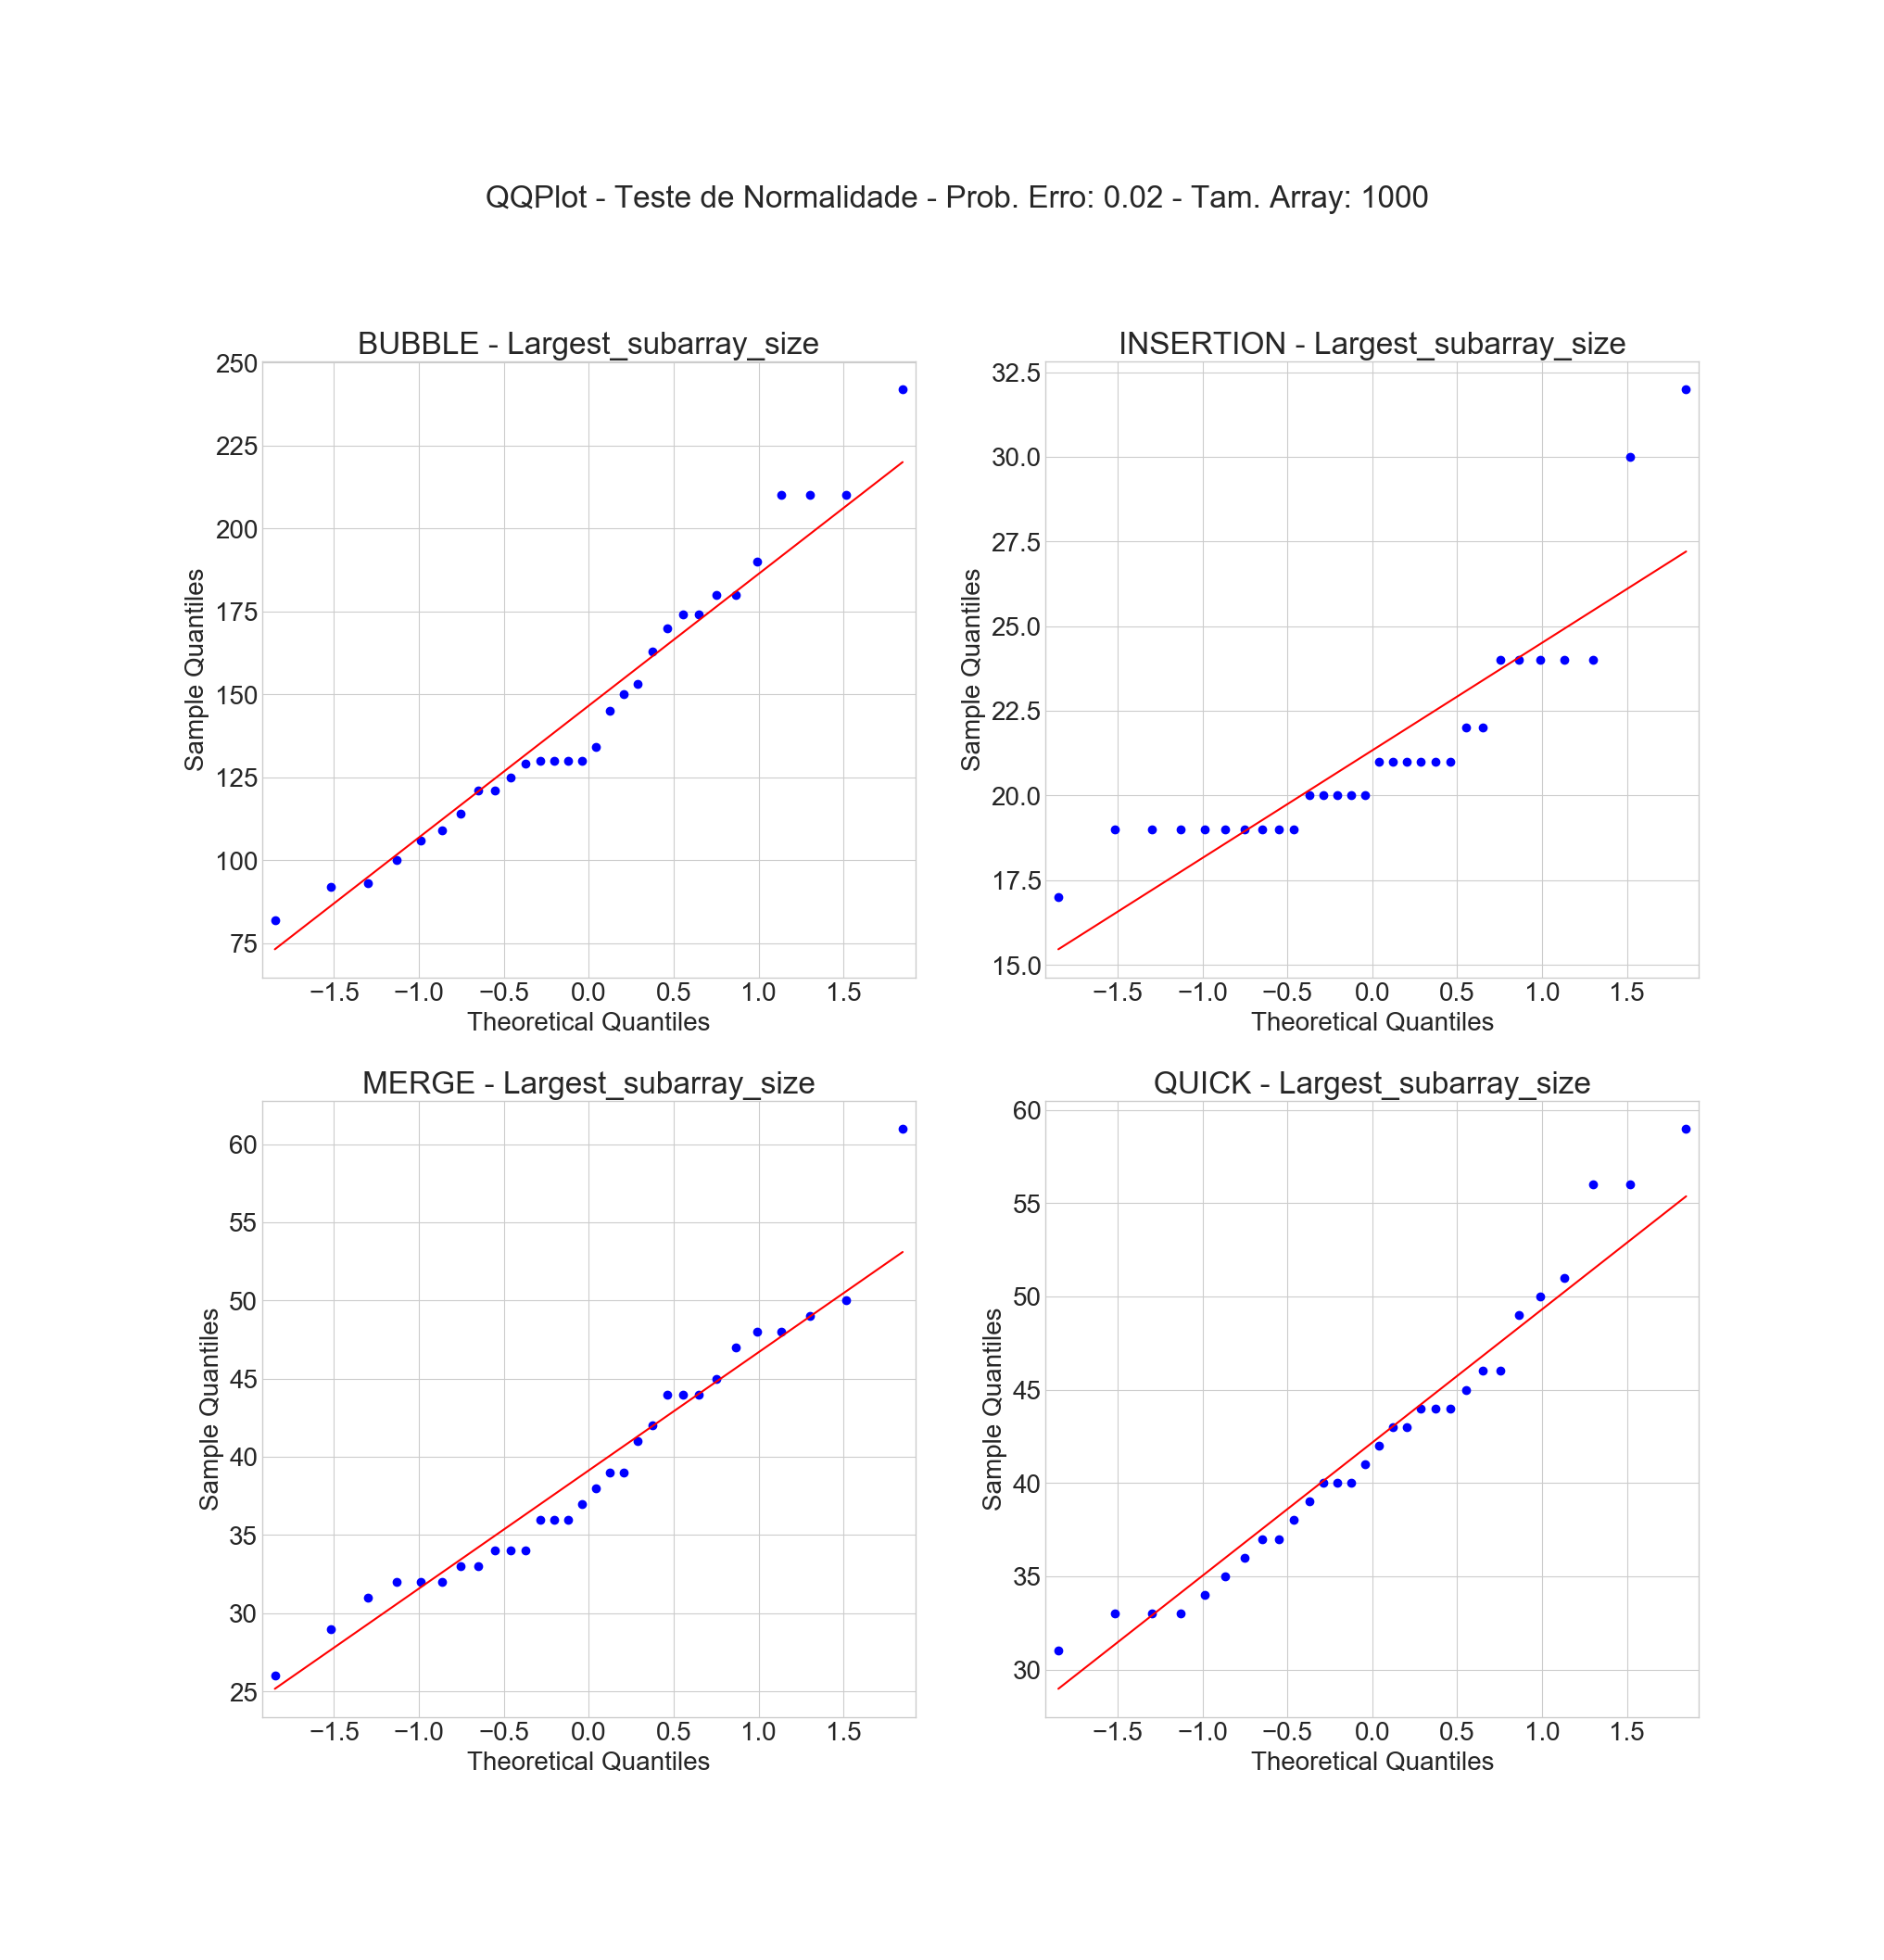 QQPlot - Teste de Normalidade - Prob. Erro: 0.02 - Tam. Array: 1000
BUBBLE - Largest_subarray_size
250
225
200
175
150
125
100
75
Sample Quantiles
−1.5 −1.0 −0.5 0.0 0.5 1.0 1.5
Theoretical Quantiles
INSERTION - Largest_subarray_size
32.5
30.0
27.5
25.0
22.5
20.0
17.5
15.0
Sample Quantiles
−1.5 −1.0 −0.5 0.0 0.5 1.0 1.5
Theoretical Quantiles
MERGE - Largest_subarray_size
60
55
50
45
40
35
30
25
Sample Quantiles
−1.5 −1.0 −0.5 0.0 0.5 1.0 1.5
Theoretical Quantiles
QUICK - Largest_subarray_size
60
55
50
45
40
35
30
Sample Quantiles
−1.5 −1.0 −0.5 0.0 0.5 1.0 1.5
Theoretical Quantiles